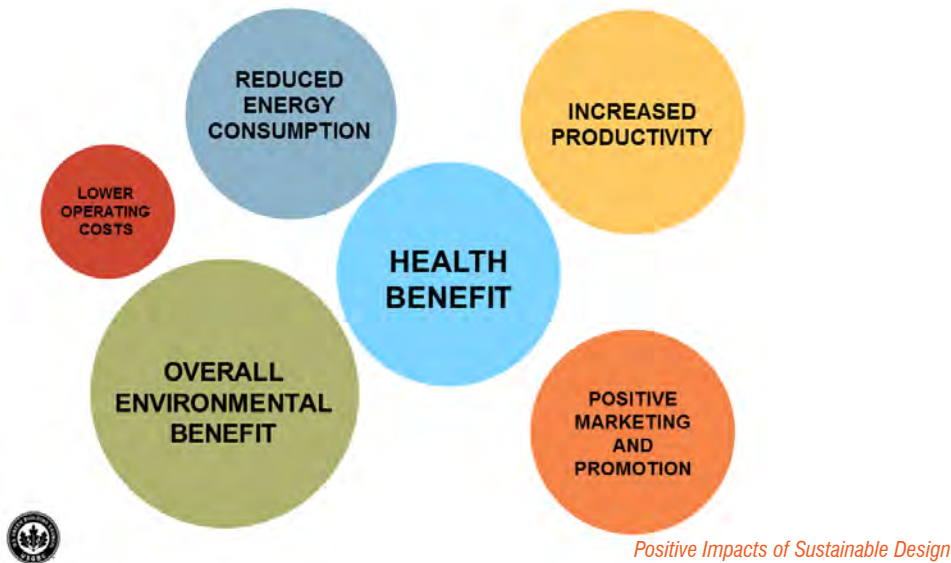 REDUCED
ENERGY
CONSUMPTION
INCREASED
PRODUCTIVITY
LOWER
OPERATING
COSTS
HEALTH
BENEFIT
OVERALL
ENVIRONMENTAL
BENEFIT
POSITIVE
MARKETING
AND
PROMOTION
USGBC
Positive Impacts of Sustainable Design